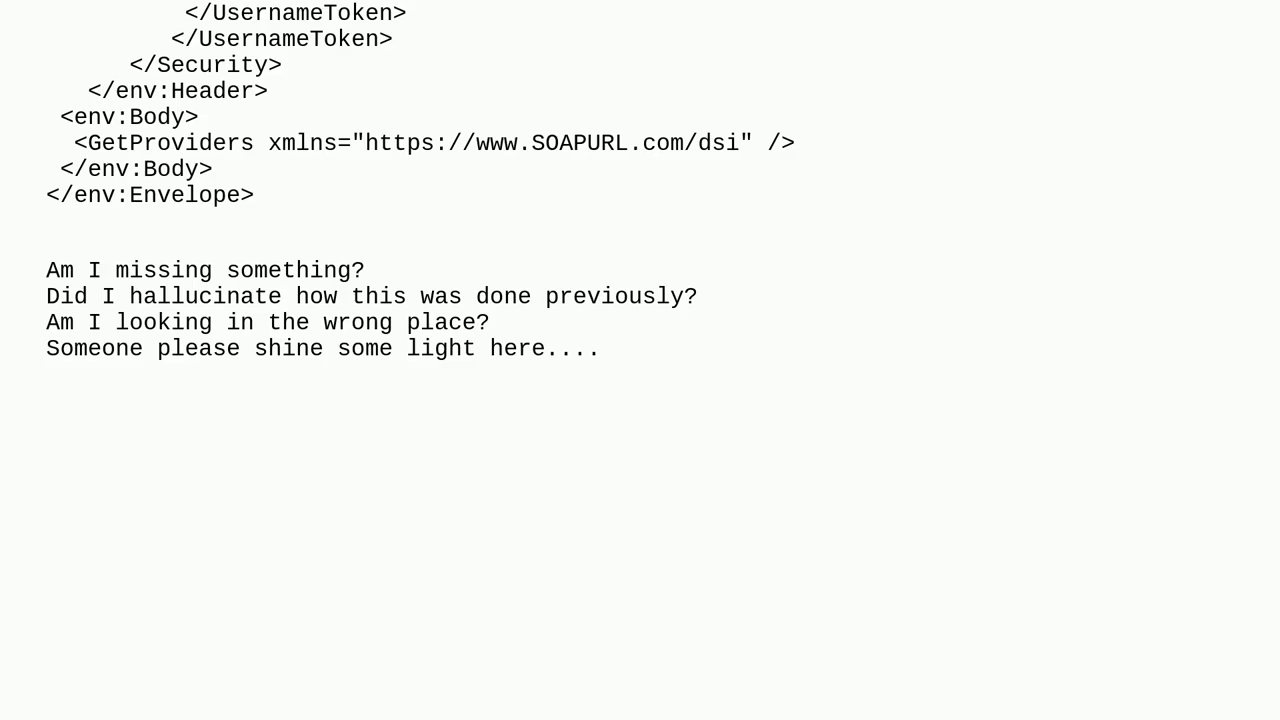 </UsernameToken>
</UsernameToken>
</Security>
</env:Header>
<env:Body>
<GetProviders xmlns="https://www.SOAPURL.com/dsi" />
</env:Body>
</env:Envelope>
Am I missing something?
Did I hallucinate how this was done previously?
Am I looking in the wrong place?
Someone please shine some light here....